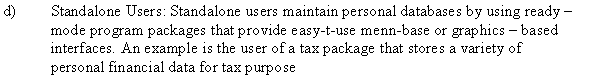 d) Standalone Users: Standalone users maintain personal databases by using ready –
mode program packages that provide easy-t-use menn-base or graphics – based
interfaces. An example is the user of a tax package that stores a variety of
personal financial data for tax purpose